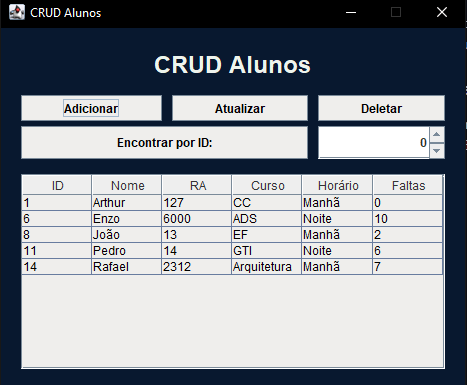 CRUD Alunos
CRUD Alunos
Adicionar Atualizar Deletar
Encontrar por ID: 0
ID Nome RA Curso Horário Faltas
1 Arthur 127 CC Manhã 0
6 Enzo 6000 ADS Noite 10
8 João 13 EF Manhã 2
11 Pedro 14 GTI Noite 6
14 Rafael 2312 Arquitetura Manhã 7